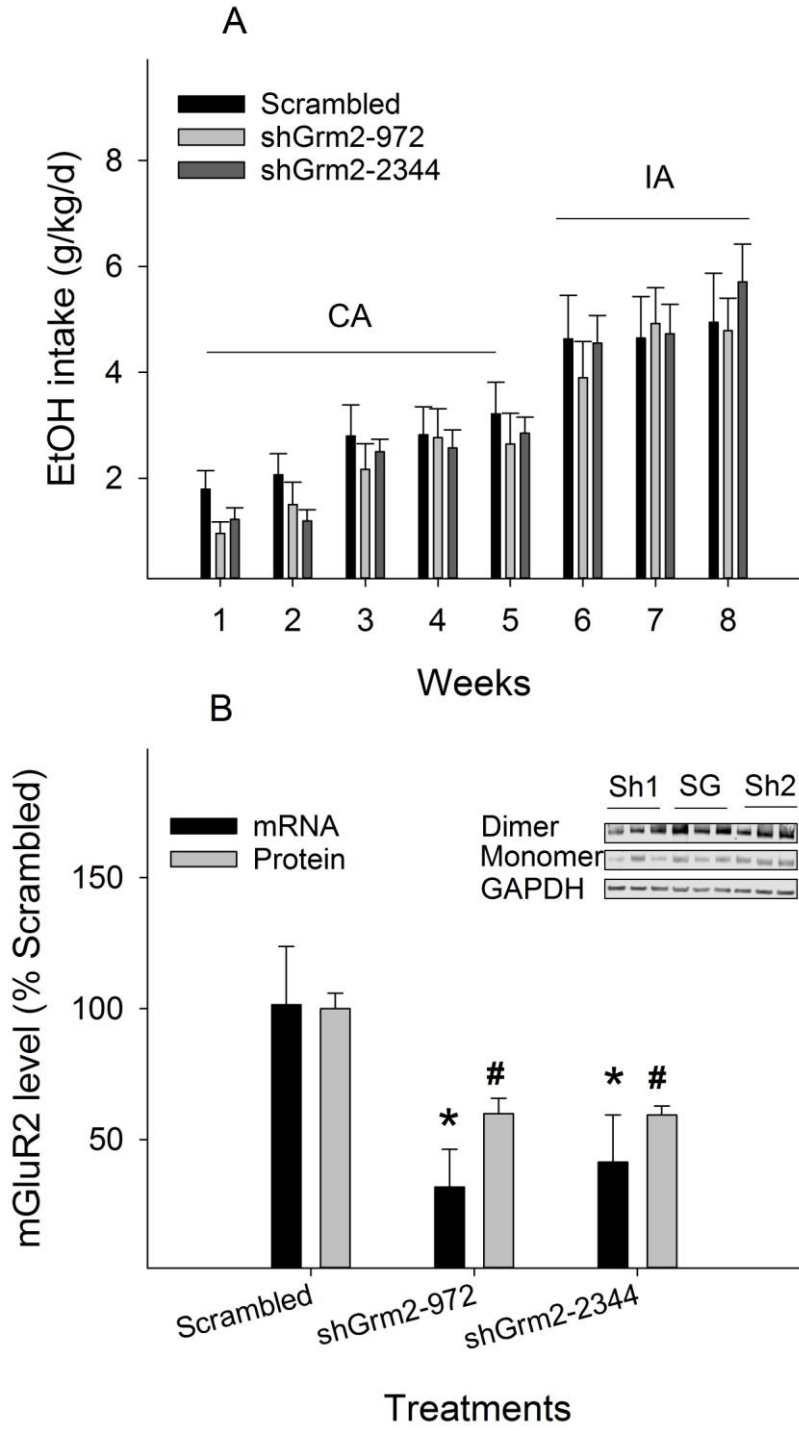 A
Scrambled
shGrm2-972
shGrm2-2344
EtOH intake (g/kg/d)
8
6
4
2
CA
IA
1 2 3 4 5 6 7 8
Weeks
B
mRNA
Protein
Sh1 SG Sh2
Dimer
Monomer
GAPDH
mGluR2 level (% Scrambled)
150
100
50
* # * #
Scrambled
shGrm2-972
shGrm2-2344
Treatments